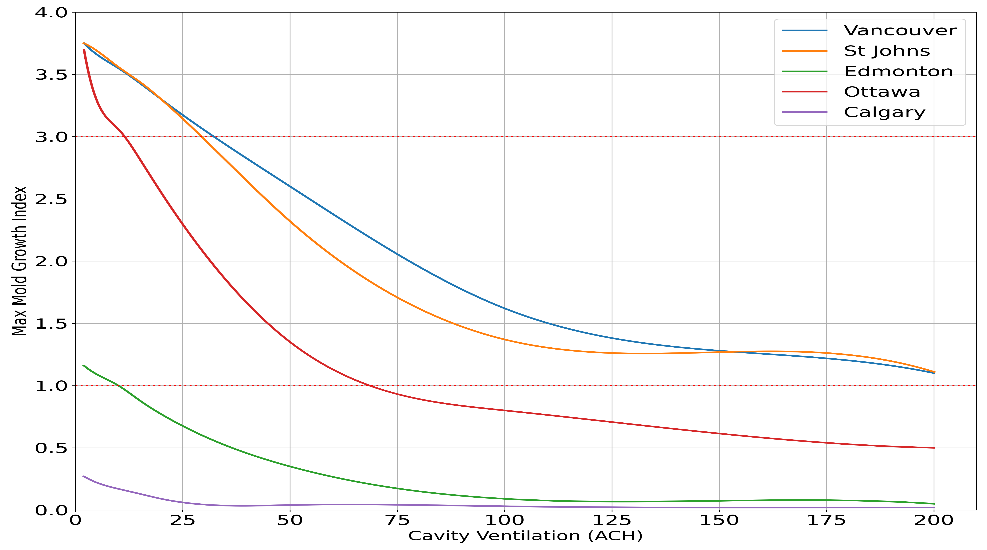 4.0
3.5
3.0
2.5
2.0
1.5
1.0
0.5
0.0
Max Mold Growth Index
Vancouver
St Johns
Edmonton
Ottawa
Calgary
0 25 50 75 100 125 150 175 200
Cavity Ventilation (ACH)